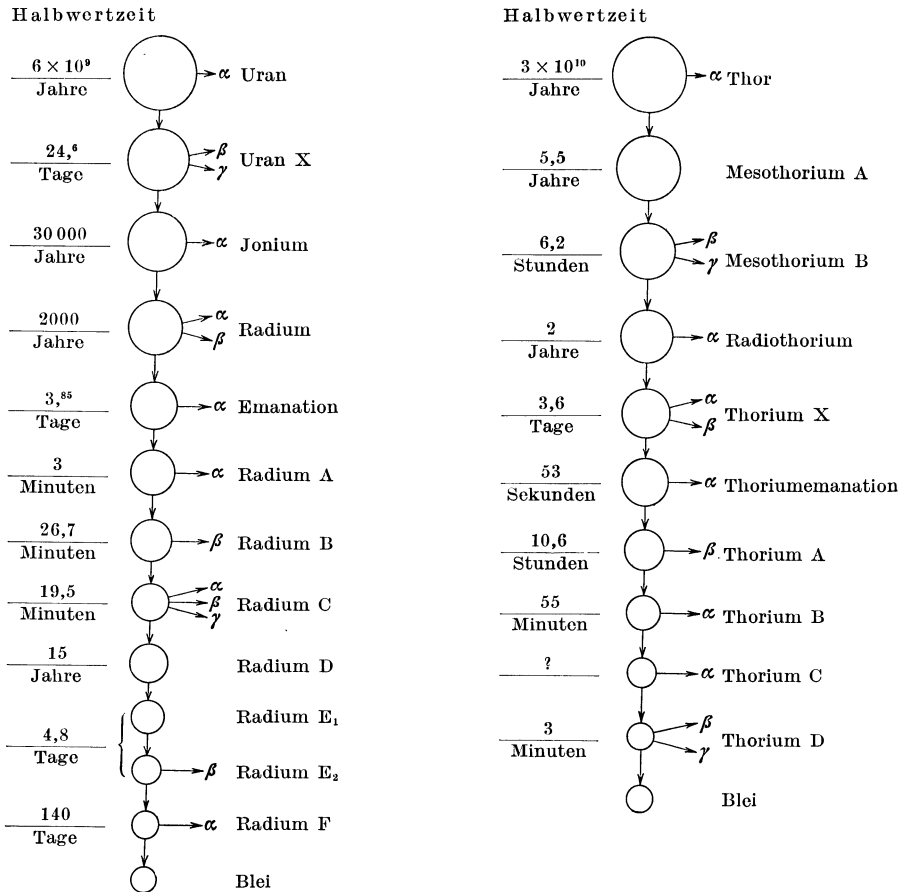 Halbwertzeit
6 × 10⁹
Jahre
α Uran
24,⁶
Tage
β
γ
Uran X
30 000
Jahre
α Jonium
2000
Jahre
α
β
Radium
3,⁸⁵
Tage
α Emanation
3
Minuten
α Radium A
26,7
Minuten
β Radium B
19,5
Minuten
α
β
γ
Radium C
15
Jahre
Radium D
4,8
Tage
Radium E₁
β Radium E₂
140
Tage
α Radium F
Blei
Halbwertzeit
3 × 10¹⁰
Jahre
α Thor
5,5
Jahre
Mesothorium A
6,2
Stunden
β
γ
Mesothorium B
2
Jahre
α Radiothorium
3,6
Tage
α
β
Thorium X
53
Sekunden
α Thoriumemanation
10,6
Stunden
β Thorium A
55
Minuten
α Thorium B
?
α Thorium C
3
Minuten
β
γ
Thorium D
Blei